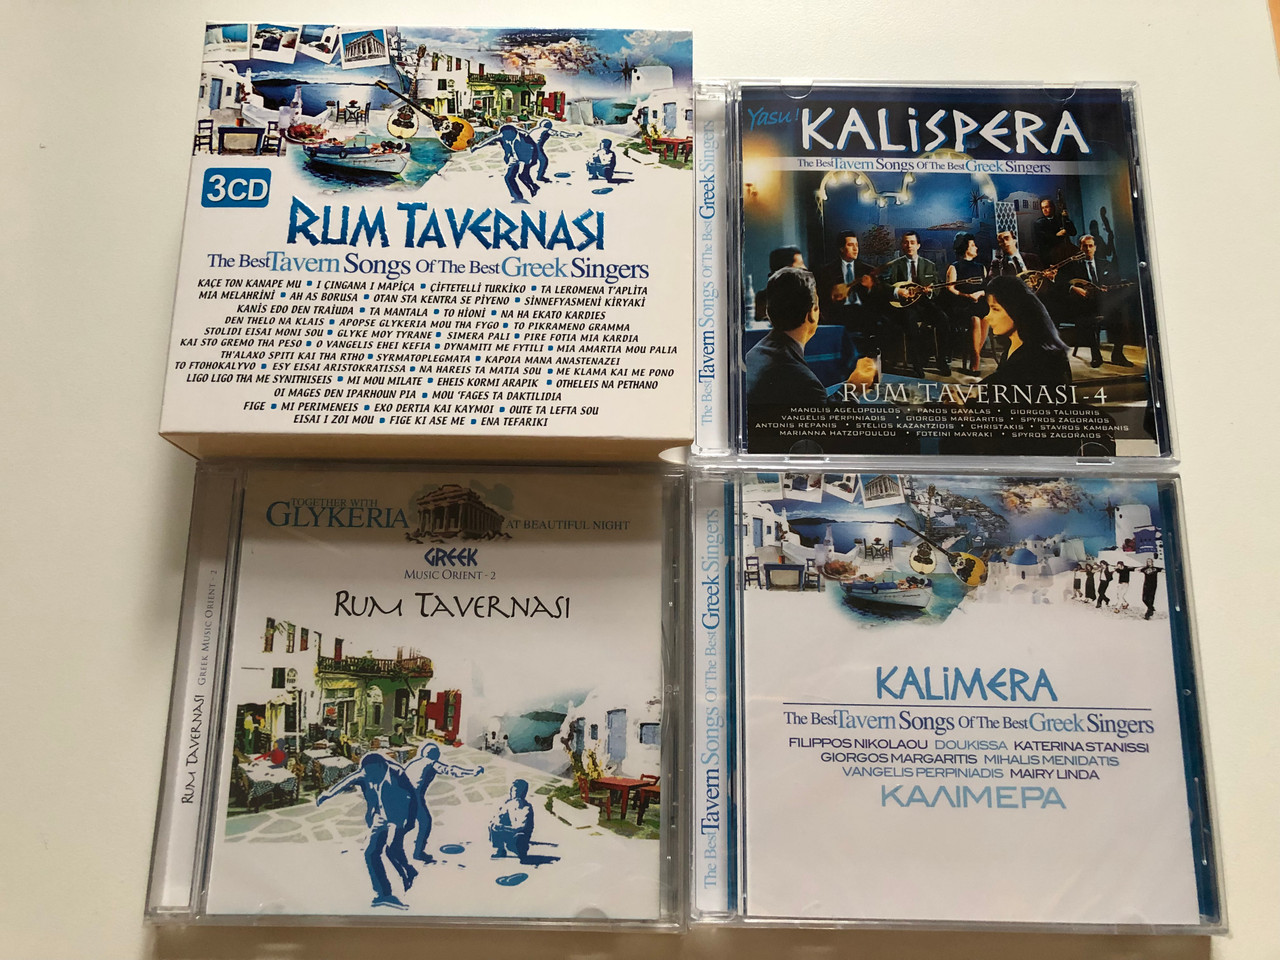 3CD
RUM TAVERNASI
The Best Tavern Songs Of The Best Greek Singers
KAÇE TON KANAPE MU • I ÇINGANA I MAPİÇA • ÇİFTETELLİ TURKİKO • TA LEROMENA T'APLİTA
MIA MELAHRİNİ • AH AS BORUSA • OTAN STA KENTRA SE PİYENO • SİNNEFYASMENİ KİRYAKİ
KANİS EDO DEN TRAİUDA • TA MANTALA • TO HİONİ • NA HA EKATO KARDIES
DEN THELO NA KLAIS • APOPSE GLYKERIA MOU THA FYGO • TO PIKRAMENO GRAMMA
STOLIDI EISAI MONI SOU • GLYKE MOY TYRANE • SIMERA PALI • PIRE FOTIA MIA KARDIA
KAI STO GREMO THA PESO • O VANGELIS EHEI KEFIA • DYNAMITI ME FYTILI • MIA AMARTIA MOU PALIA
TH'ALAXO SPITI KAI THA RTHO • SYRMATOPLEGMATA • KAPOIA MANA ANASTENAZEI
TO FTOHOKALYVO • ESY EISAI ARISTOKRATISSA • NA HAREIS TA MATIA SOU • ME KLAMA KAI ME PONO
LIGO LIGO THA ME SYNITHISEIS • MI MOU MILATE • EHEIS KORMI ARAPIK • OTHELEIS NA PETHANO
OI MAGES DEN IPARHOUN PIA • MOU 'FAGES TA DAKTILIDIA
FIGE • MI PERIMENEIS • EXO DERTIA KAI KAYMOI • OUTE TA LEFTA SOU
EISAI I ZOI MOU • FIGE KI ASE ME • ENA TEFARIKI
The Best Tavern Songs Of The Best Greek Singers
Yasu!
KALiSPERA
The Best Tavern Songs Of The Best Greek Singers
RUM TAVERNASI-4
MANOLIS AGELOPOULOS • PANOS GAVALAS • GIORGOS TALIOURIS
VANGELIS PERPINIADIS • GIORGOS MARGARITIS • SPYROS ZAGORAIOS
ANTONIS REPANIS • STELIOS KAZANTZIDIS • CHRISTAKIS • STAVROS KAMBANIS
MARIANNA HATZOPOULOU • FOTEINI MAVRAKI • SPYROS ZAGORAIOS
RUM TAVERNASI GREEK MUSIC ORIENT - 2
TOGETHER WITH
GLYKERIA AT BEAUTIFUL NIGHT
GREEK
MUSIC ORIENT - 2
RUM TAVERNASI
The Best Tavern Songs Of The Best Greek Singers
KALiMERA
The Best Tavern Songs Of The Best Greek Singers
FILIPPOS NIKOLAOU DOUKISSA KATERINA STANISSI
GIORGOS MARGARITIS MIHALIS MENIDATIS
VANGELIS PERPINIADIS MAIRY LINDA
ΚΑΛΙΜΕΡΑ